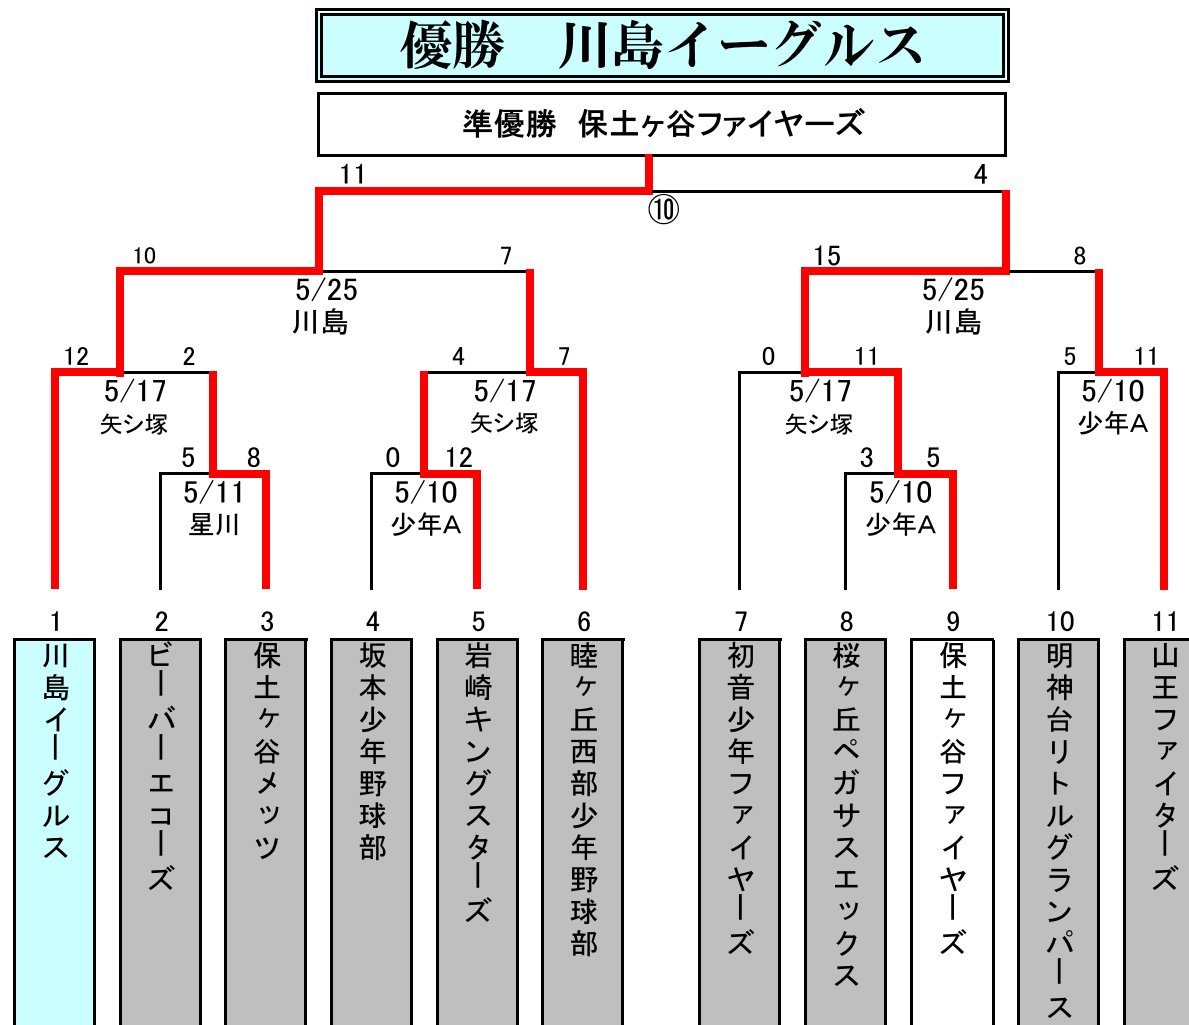 優勝　川島イーグルス
準優勝　保土ヶ谷ファイヤーズ
11　4
⑩
10　7　15　8
5/25　5/25
川島　川島
12　2　4　7　0　11　5　11
5/17　5/17　5/17　5/10
矢シ塚　矢シ塚　矢シ塚　少年A
5　8　0　12　3　5
5/11　5/10　5/10
星川　少年A　少年A
1　2　3　4　5　6　7　8　9　10　11
川島イーグルス
ビーバーエコーズ
保土ヶ谷メッツ
坂本少年野球部
岩崎キングスターズ
睦ヶ丘西部少年野球部
初音少年ファイヤーズ
桜ヶ丘ペガサスエックス
保土ヶ谷ファイヤーズ
明神台リトルグランパース
山王ファイターズ